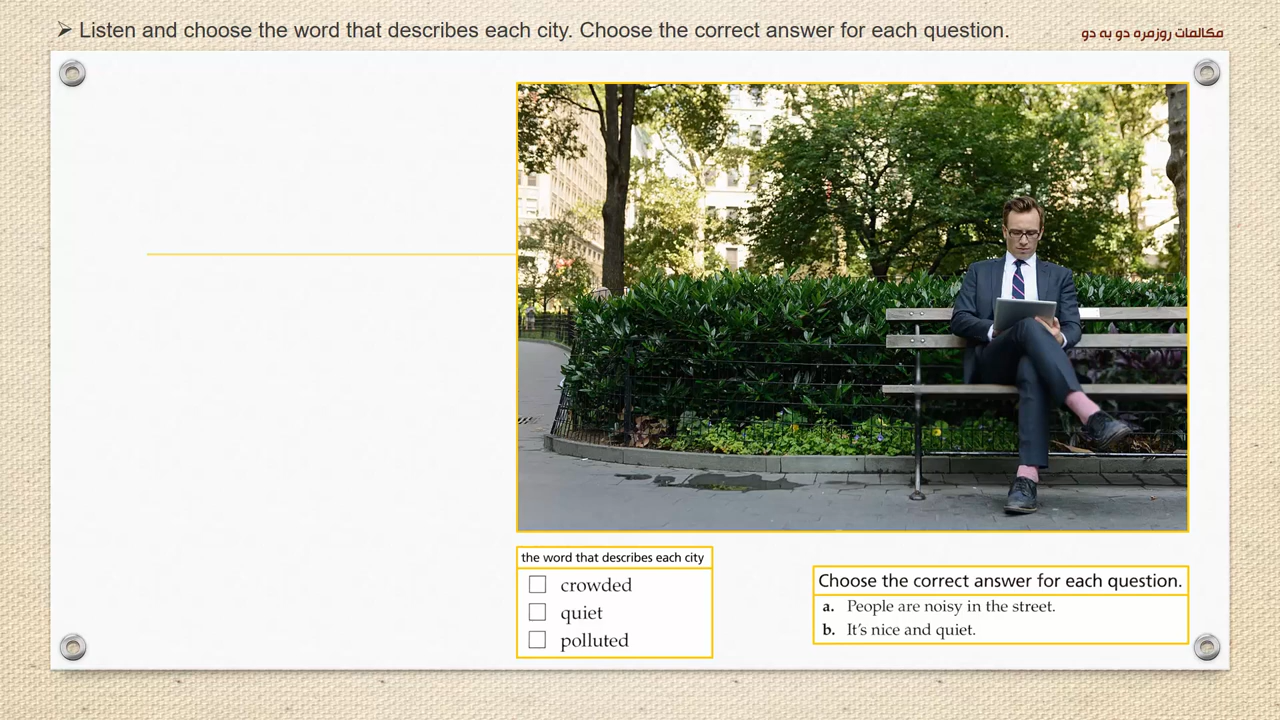 ➢ Listen and choose the word that describes each city. Choose the correct answer for each question.
مکالمات روزمره دو به دو
the word that describes each city
☐ crowded
☐ quiet
☐ polluted
Choose the correct answer for each question.
a. People are noisy in the street.
b. It's nice and quiet.